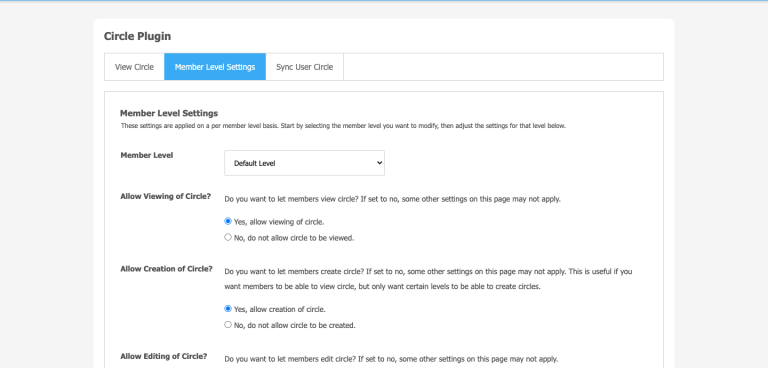 Circle Plugin
View Circle Member Level Settings Sync User Circle
Member Level Settings
These settings are applied on a per member level basis. Start by selecting the member level you want to modify, then adjust the settings for that level below.
Member Level Default Level
Allow Viewing of Circle? Do you want to let members view circle? If set to no, some other settings on this page may not apply.
Yes, allow viewing of circle.
No, do not allow circle to be viewed.
Allow Creation of Circle? Do you want to let members create circle? If set to no, some other settings on this page may not apply. This is useful if you
want members to be able to view circle, but only want certain levels to be able to create circles.
Yes, allow creation of circle.
No, do not allow circle to be created.
Allow Editing of Circle? Do you want to let members edit circle? If set to no, some other settings on this page may not apply.